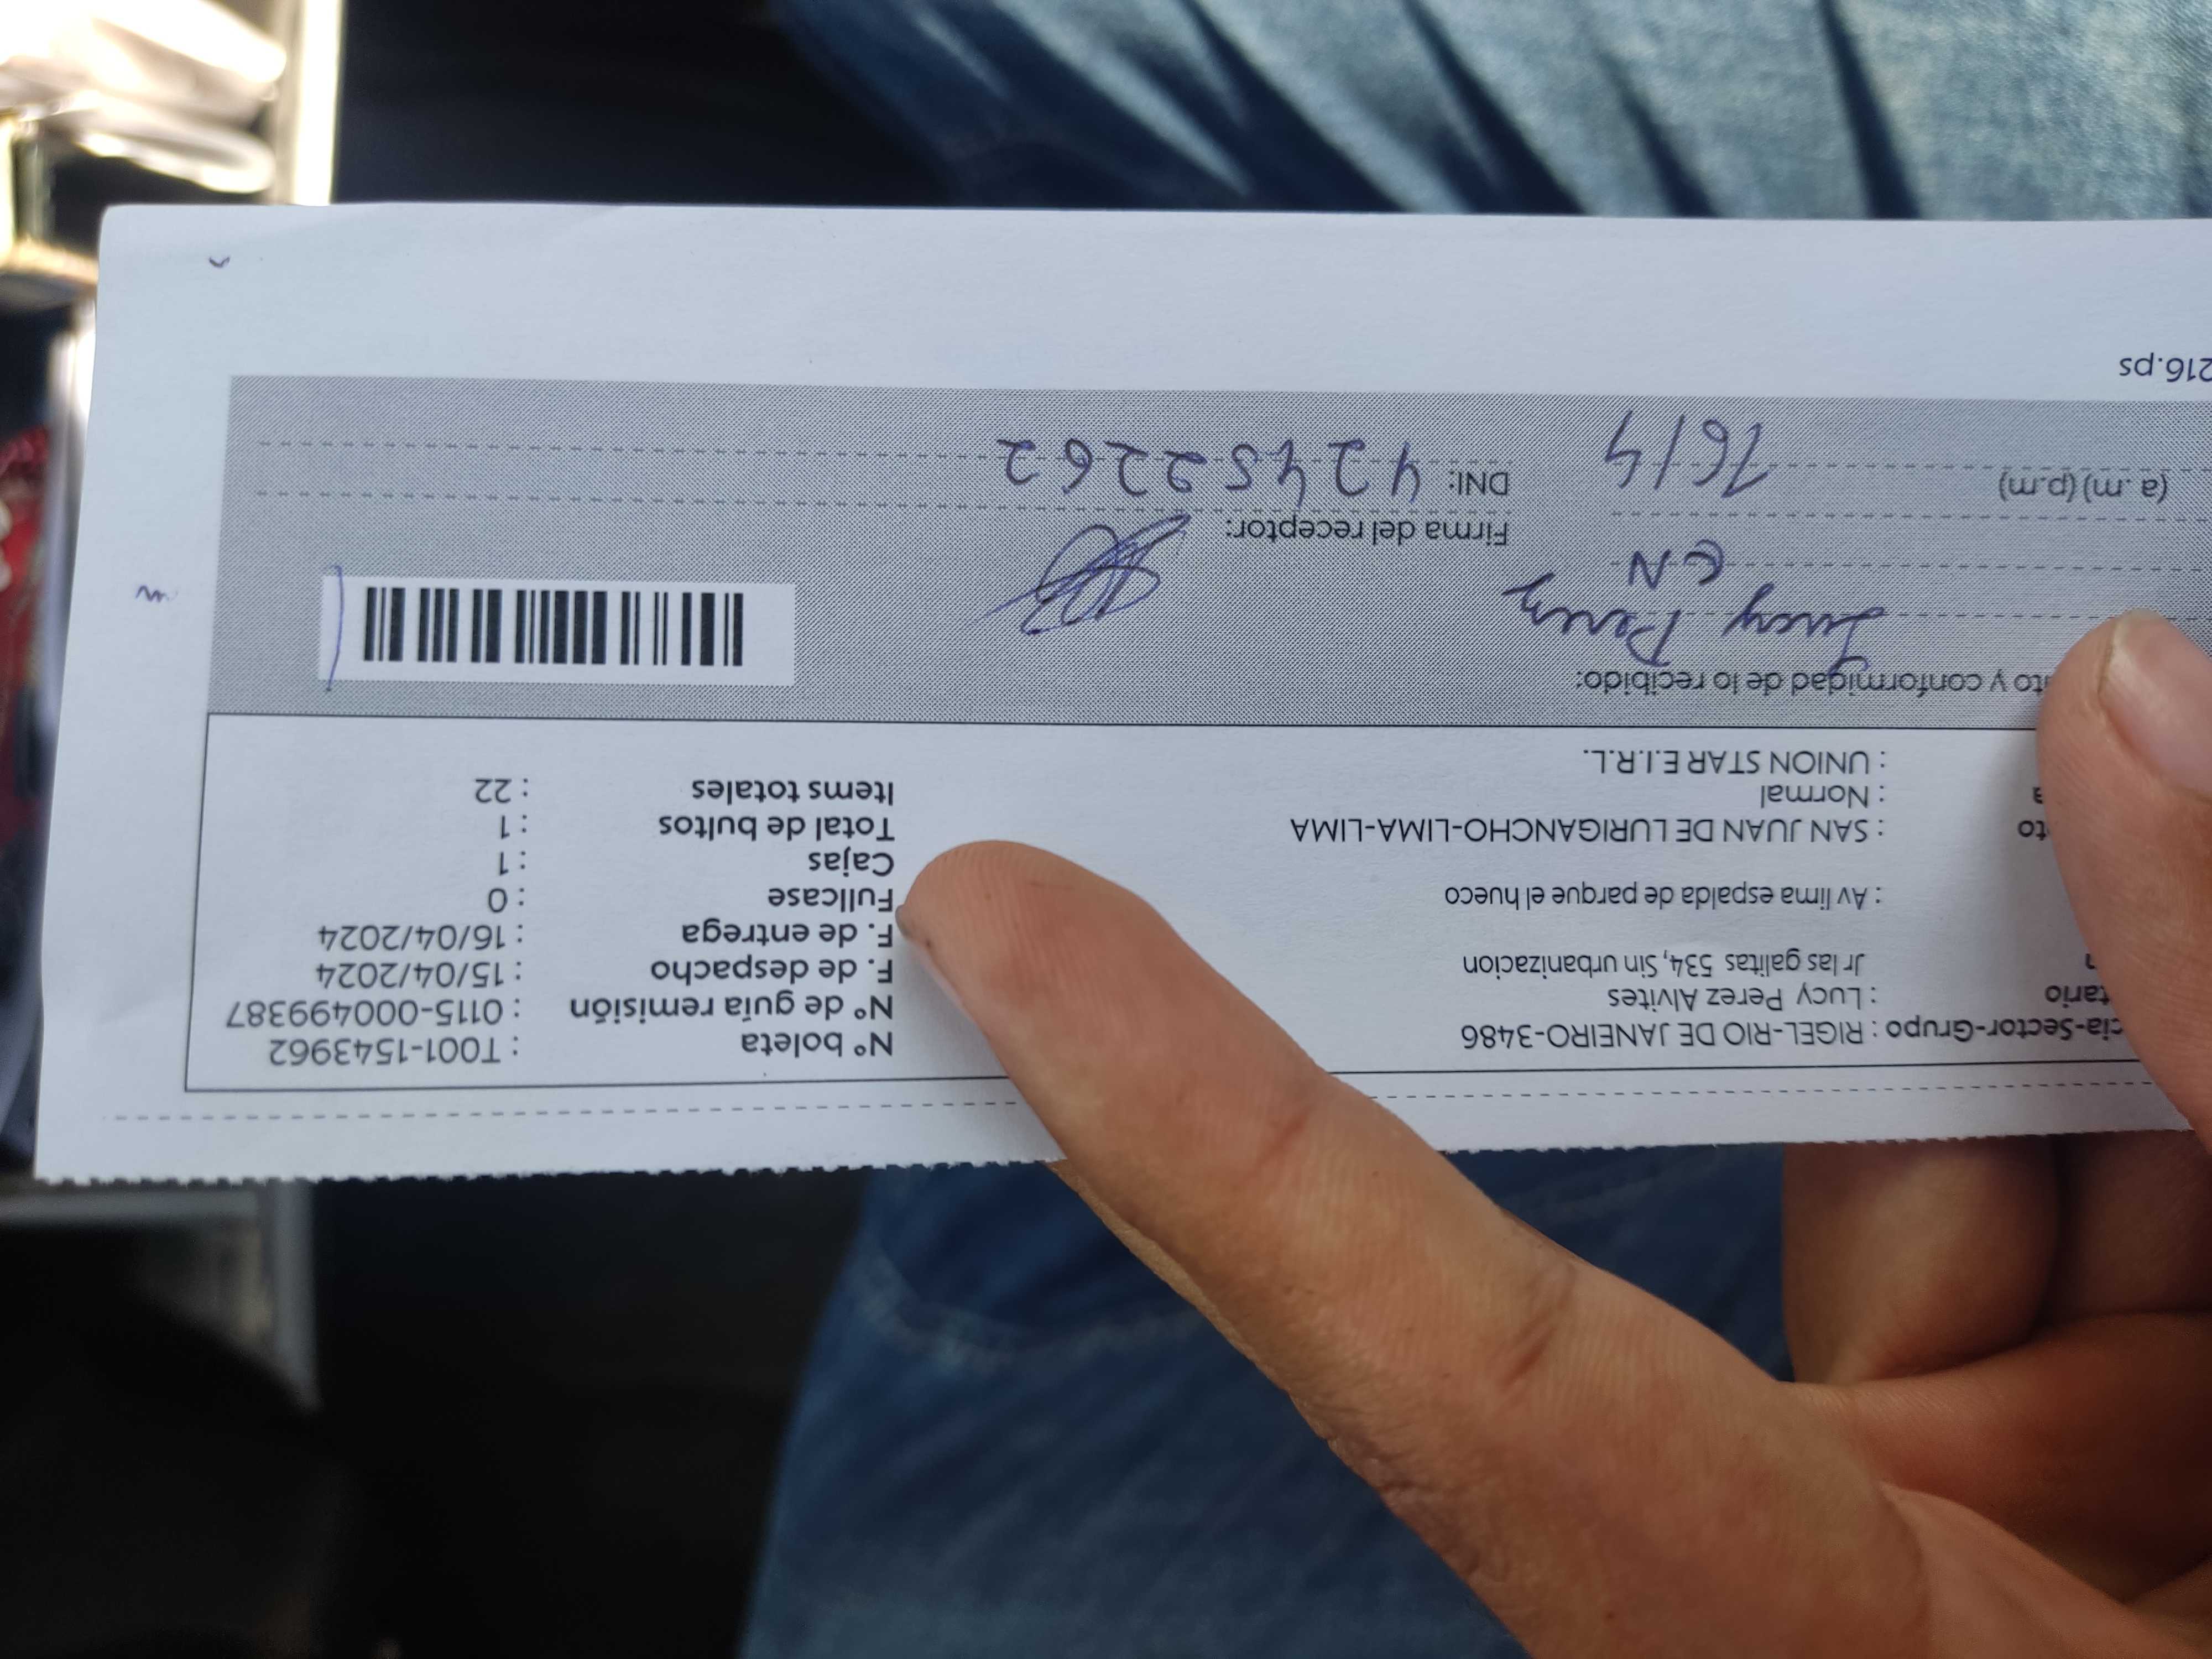 cia-Sector-Grupo : RIGEL-RIO DE JANEIRO-3486
tario : Lucy Perez Alvites
Jr las galitas 534, Sin urbanizacion
: Av lima espalda de parque el hueco
to : SAN JUAN DE LURIGANCHO-LIMA-LIMA
a : Normal
: UNION STAR E.I.R.L.
N° boleta : T001-1543962
N° de guía remisión : 0115-000499387
F. de despacho : 15/04/2024
F. de entrega : 16/04/2024
Fullcase : 0
Cajas : 1
Total de bultos : 1
Items totales : 22
to y conformidad de lo recibido:
Lucy Perez
CN
Firma del receptor:
(a.m) (p.m) 16/4
DNI: 42452262
216.ps